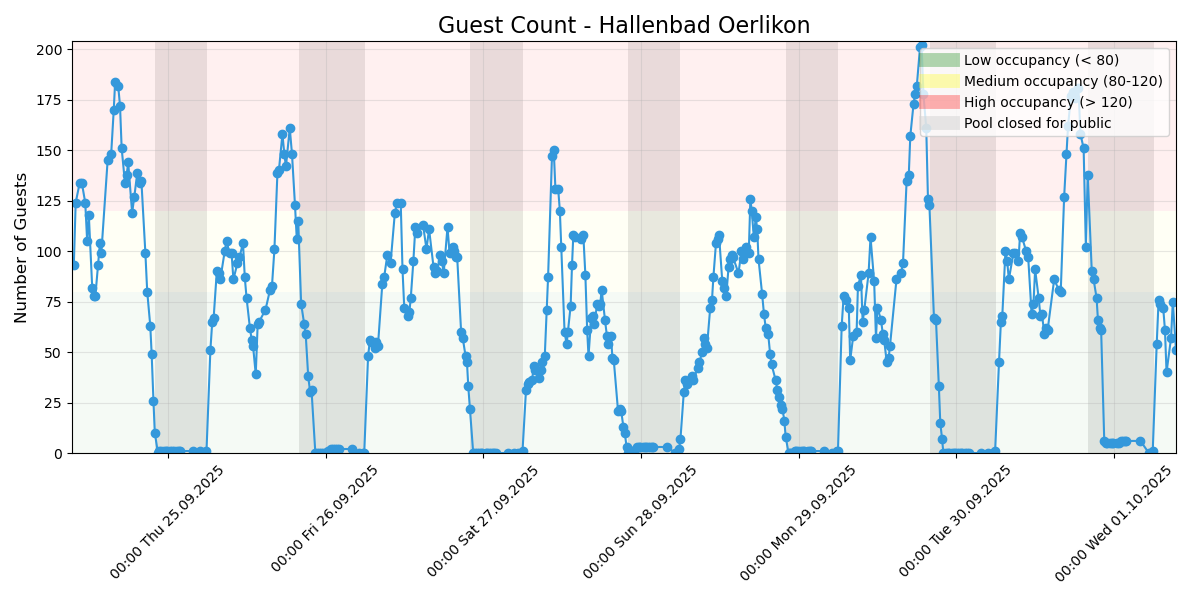 Guest Count - Hallenbad Oerlikon
Number of Guests
200
175
150
125
100
75
50
25
0
Low occupancy (< 80)
Medium occupancy (80-120)
High occupancy (> 120)
Pool closed for public
00:00 Thu 25.09.2025
00:00 Fri 26.09.2025
00:00 Sat 27.09.2025
00:00 Sun 28.09.2025
00:00 Mon 29.09.2025
00:00 Tue 30.09.2025
00:00 Wed 01.10.2025